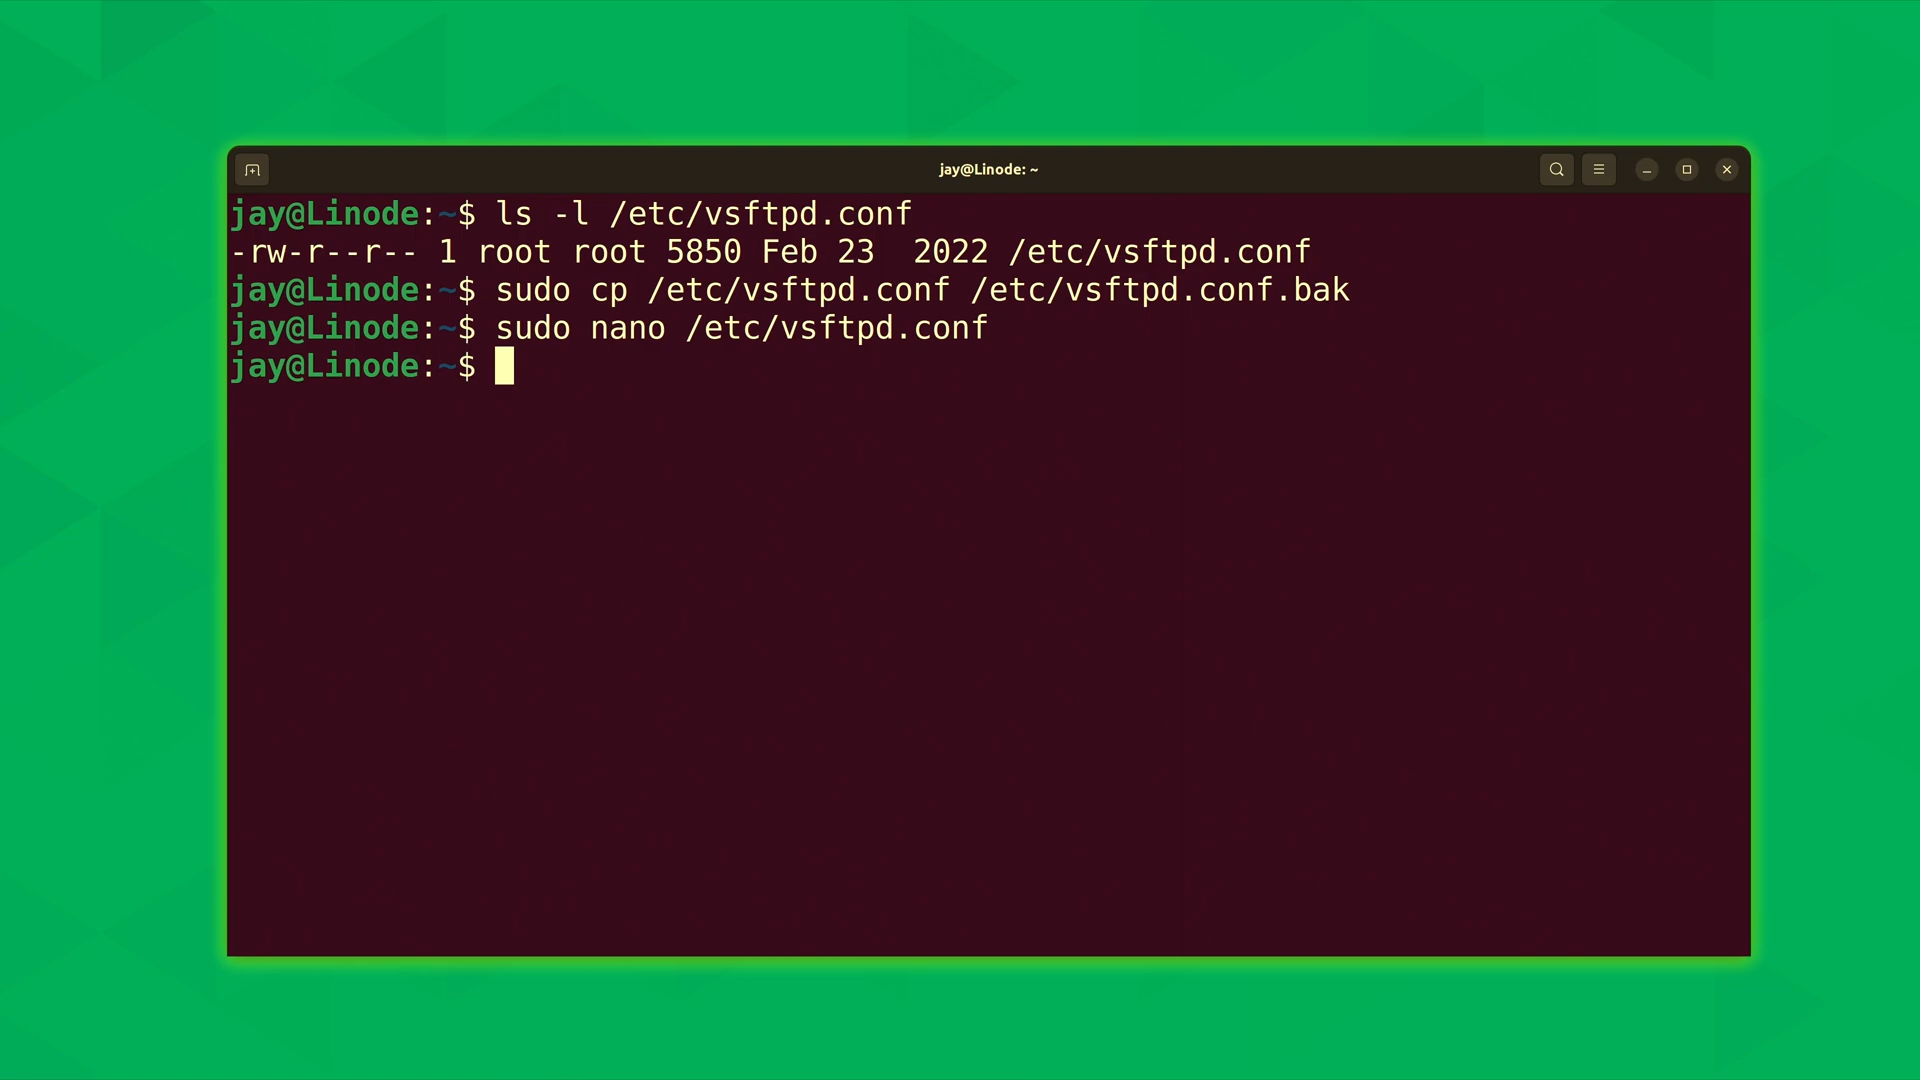 jay@Linode: ~
jay@Linode:~$ ls -l /etc/vsftpd.conf
-rw-r--r-- 1 root root 5850 Feb 23  2022 /etc/vsftpd.conf
jay@Linode:~$ sudo cp /etc/vsftpd.conf /etc/vsftpd.conf.bak
jay@Linode:~$ sudo nano /etc/vsftpd.conf
jay@Linode:~$